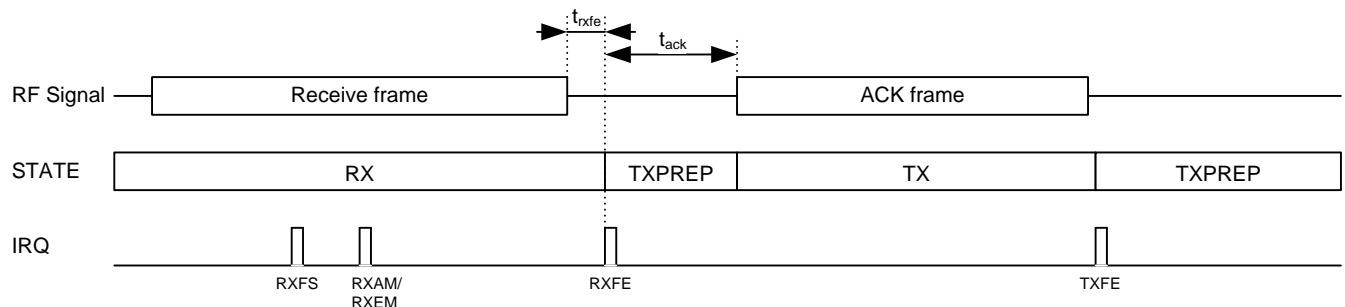 t_rxfe
t_ack
RF Signal
Receive frame
ACK frame
STATE
RX
TXPREP
TX
TXPREP
IRQ
RXFS
RXAM/
RXEM
RXFE
TXFE